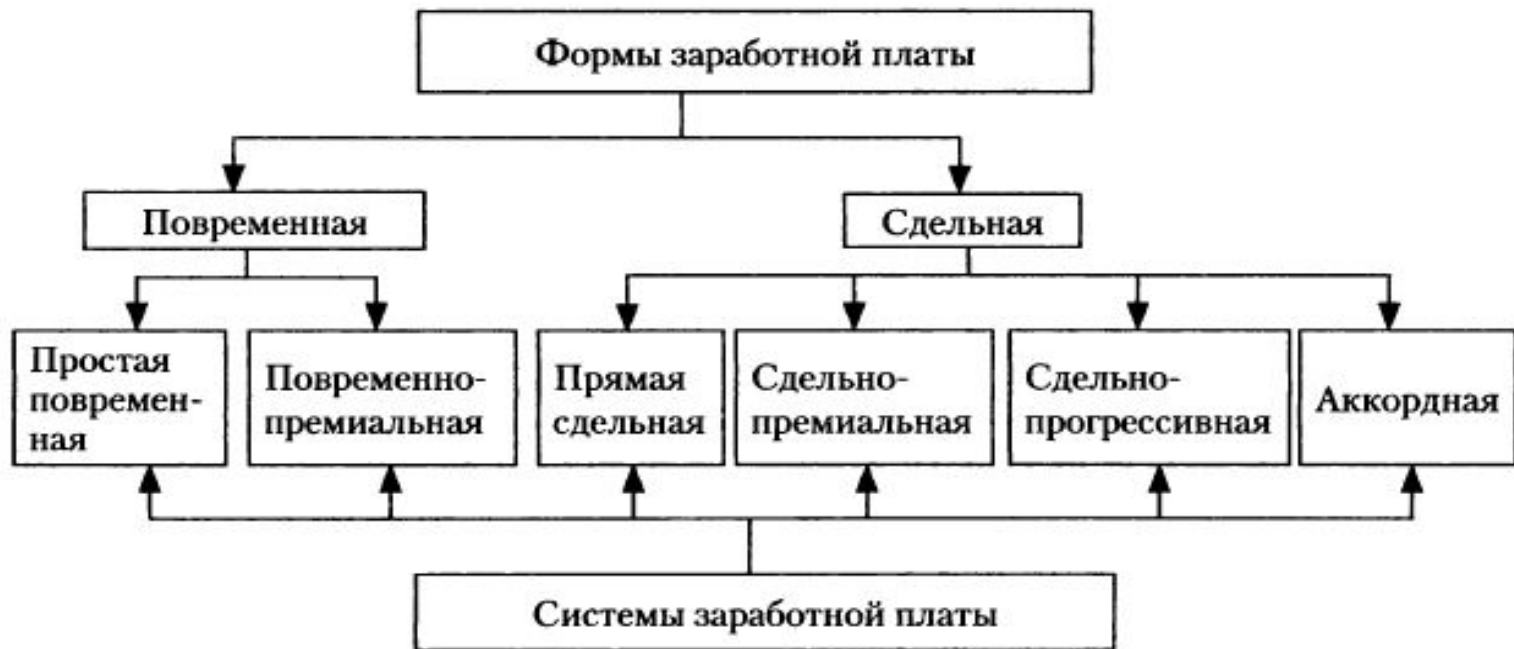 Формы заработной платы
Повременная
Сдельная
Простая
повремен-
ная
Повременно-
премиальная
Прямая
сдельная
Сдельно-
премиальная
Сдельно-
прогрессивная
Аккордная
Системы заработной платы